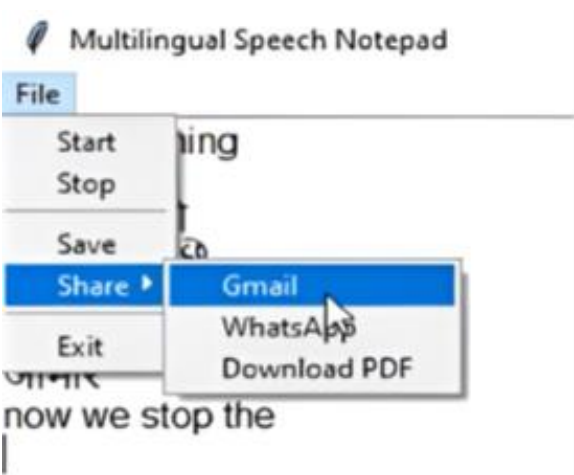 Multilingual Speech Notepad
File
Start
Stop
Save
Share
Exit
Gmail
WhatsApp
Download PDF
now we stop the